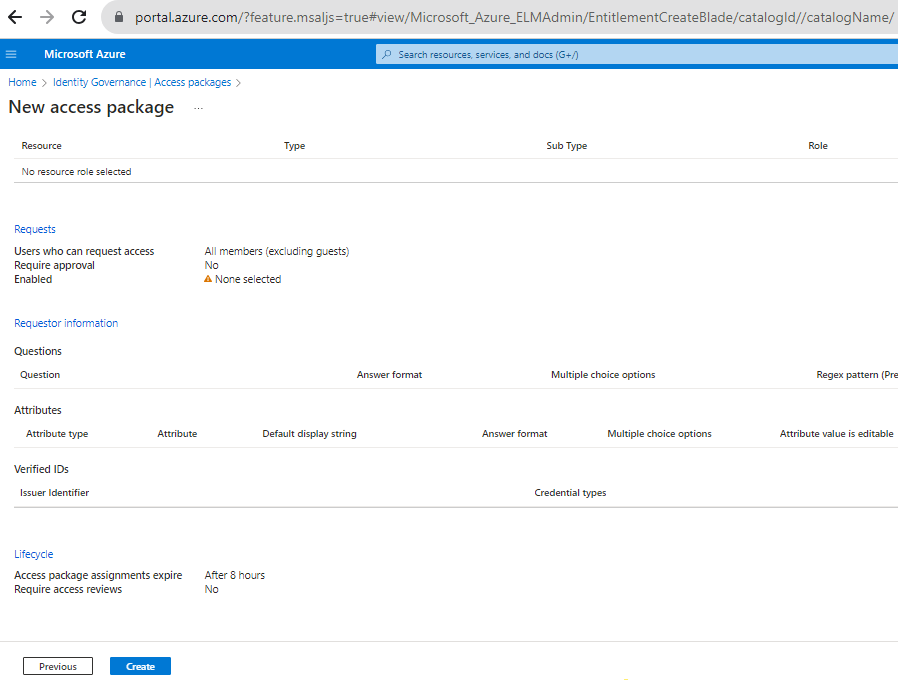 portal.azure.com/?feature.msaljs=true#view/Microsoft_Azure_ELMAdmin/EntitlementCreateBlade/catalogId//catalogName/
Microsoft Azure
Search resources, services, and docs (G+/)
Home > Identity Governance | Access packages >
New access package ...
Resource Type Sub Type Role
No resource role selected
Requests
Users who can request access All members (excluding guests)
Require approval No
Enabled None selected
Requestor information
Questions
Question Answer format Multiple choice options Regex pattern (Pre
Attributes
Attribute type Attribute Default display string Answer format Multiple choice options Attribute value is editable
Verified IDs
Issuer Identifier Credential types
Lifecycle
Access package assignments expire After 8 hours
Require access reviews No
Previous Create